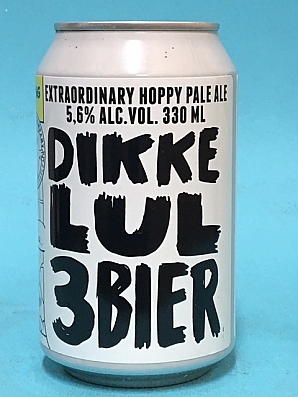 EXTRAORDINARY HOPPY PALE ALE
5,6% ALC.VOL. 330 ML
DIKKE
LUL
3BIER